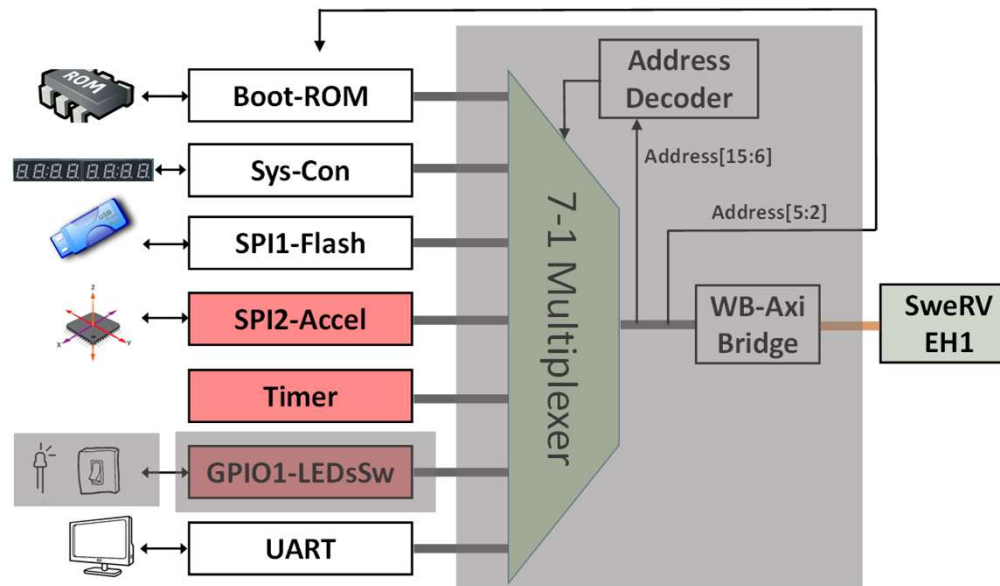 ROM
Boot-ROM
Address
Decoder
Sys-Con
Address[15:6]
Address[5:2]
SPI1-Flash
7-1 Multiplexer
WB-Axi
Bridge
SweRV
EH1
Z
X
Y
SPI2-Accel
Timer
GPIO1-LEDsSw
UART